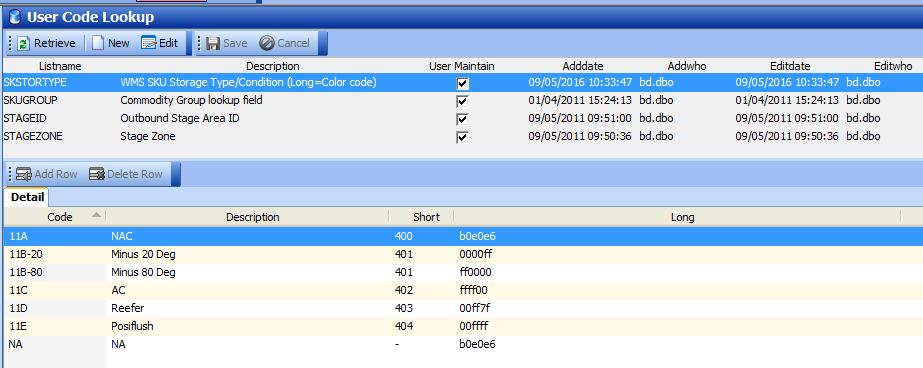 User Code Lookup
Retrieve New Edit Save Cancel
Listname Description User Maintain Adddate Addwho Editdate Editwho
SKSTORTYPE WMS SKU Storage Type/Condition (Long=Color code) 09/05/2016 10:33:47 bd.dbo 09/05/2016 10:33:47 bd.dbo
SKUGROUP Commodity Group lookup field 01/04/2011 15:24:13 bd.dbo 01/04/2011 15:24:13 bd.dbo
STAGEID Outbound Stage Area ID 09/05/2011 09:51:00 bd.dbo 09/05/2011 09:51:00 bd.dbo
STAGEZONE Stage Zone 09/05/2011 09:50:36 bd.dbo 09/05/2011 09:50:36 bd.dbo
Add Row Delete Row
Detail
Code Description Short Long
11A NAC 400 b0e0e6
11B-20 Minus 20 Deg 401 0000ff
11B-80 Minus 80 Deg 401 ff0000
11C AC 402 ffff00
11D Reefer 403 00ff7f
11E Posiflush 404 00ffff
NA NA - b0e0e6